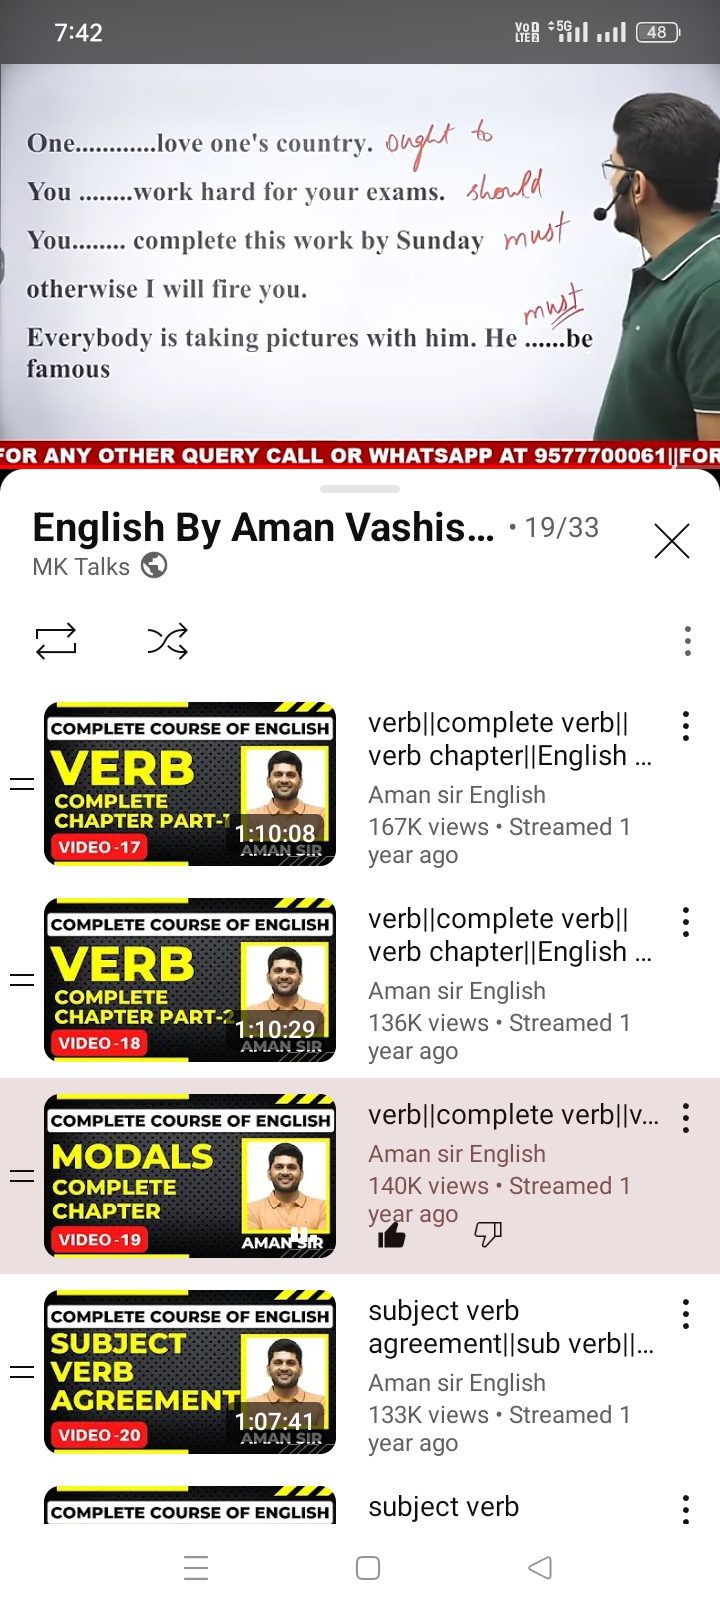 7:42
Vo LTE2 5G 48
One............love one's country. ought to
You ........work hard for your exams. should
You........ complete this work by Sunday must
otherwise I will fire you.
must
Everybody is taking pictures with him. He ......be
famous
FOR ANY OTHER QUERY CALL OR WHATSAPP AT 9577700061||FOR
English By Aman Vashis... • 19/33
MK Talks
COMPLETE COURSE OF ENGLISH
VERB
COMPLETE
CHAPTER PART-1
VIDEO -17
1:10:08
AMAN SIR
verb||complete verb||
verb chapter||English ...
Aman sir English
167K views • Streamed 1
year ago
COMPLETE COURSE OF ENGLISH
VERB
COMPLETE
CHAPTER PART-2
VIDEO -18
1:10:29
AMAN SIR
verb||complete verb||
verb chapter||English ...
Aman sir English
136K views • Streamed 1
year ago
COMPLETE COURSE OF ENGLISH
MODALS
COMPLETE
CHAPTER
VIDEO -19
AMAN SIR
verb||complete verb||v...
Aman sir English
140K views • Streamed 1
year ago
COMPLETE COURSE OF ENGLISH
SUBJECT
VERB
AGREEMENT
VIDEO -20
1:07:41
AMAN SIR
subject verb
agreement||sub verb||...
Aman sir English
133K views • Streamed 1
year ago
COMPLETE COURSE OF ENGLISH
subject verb